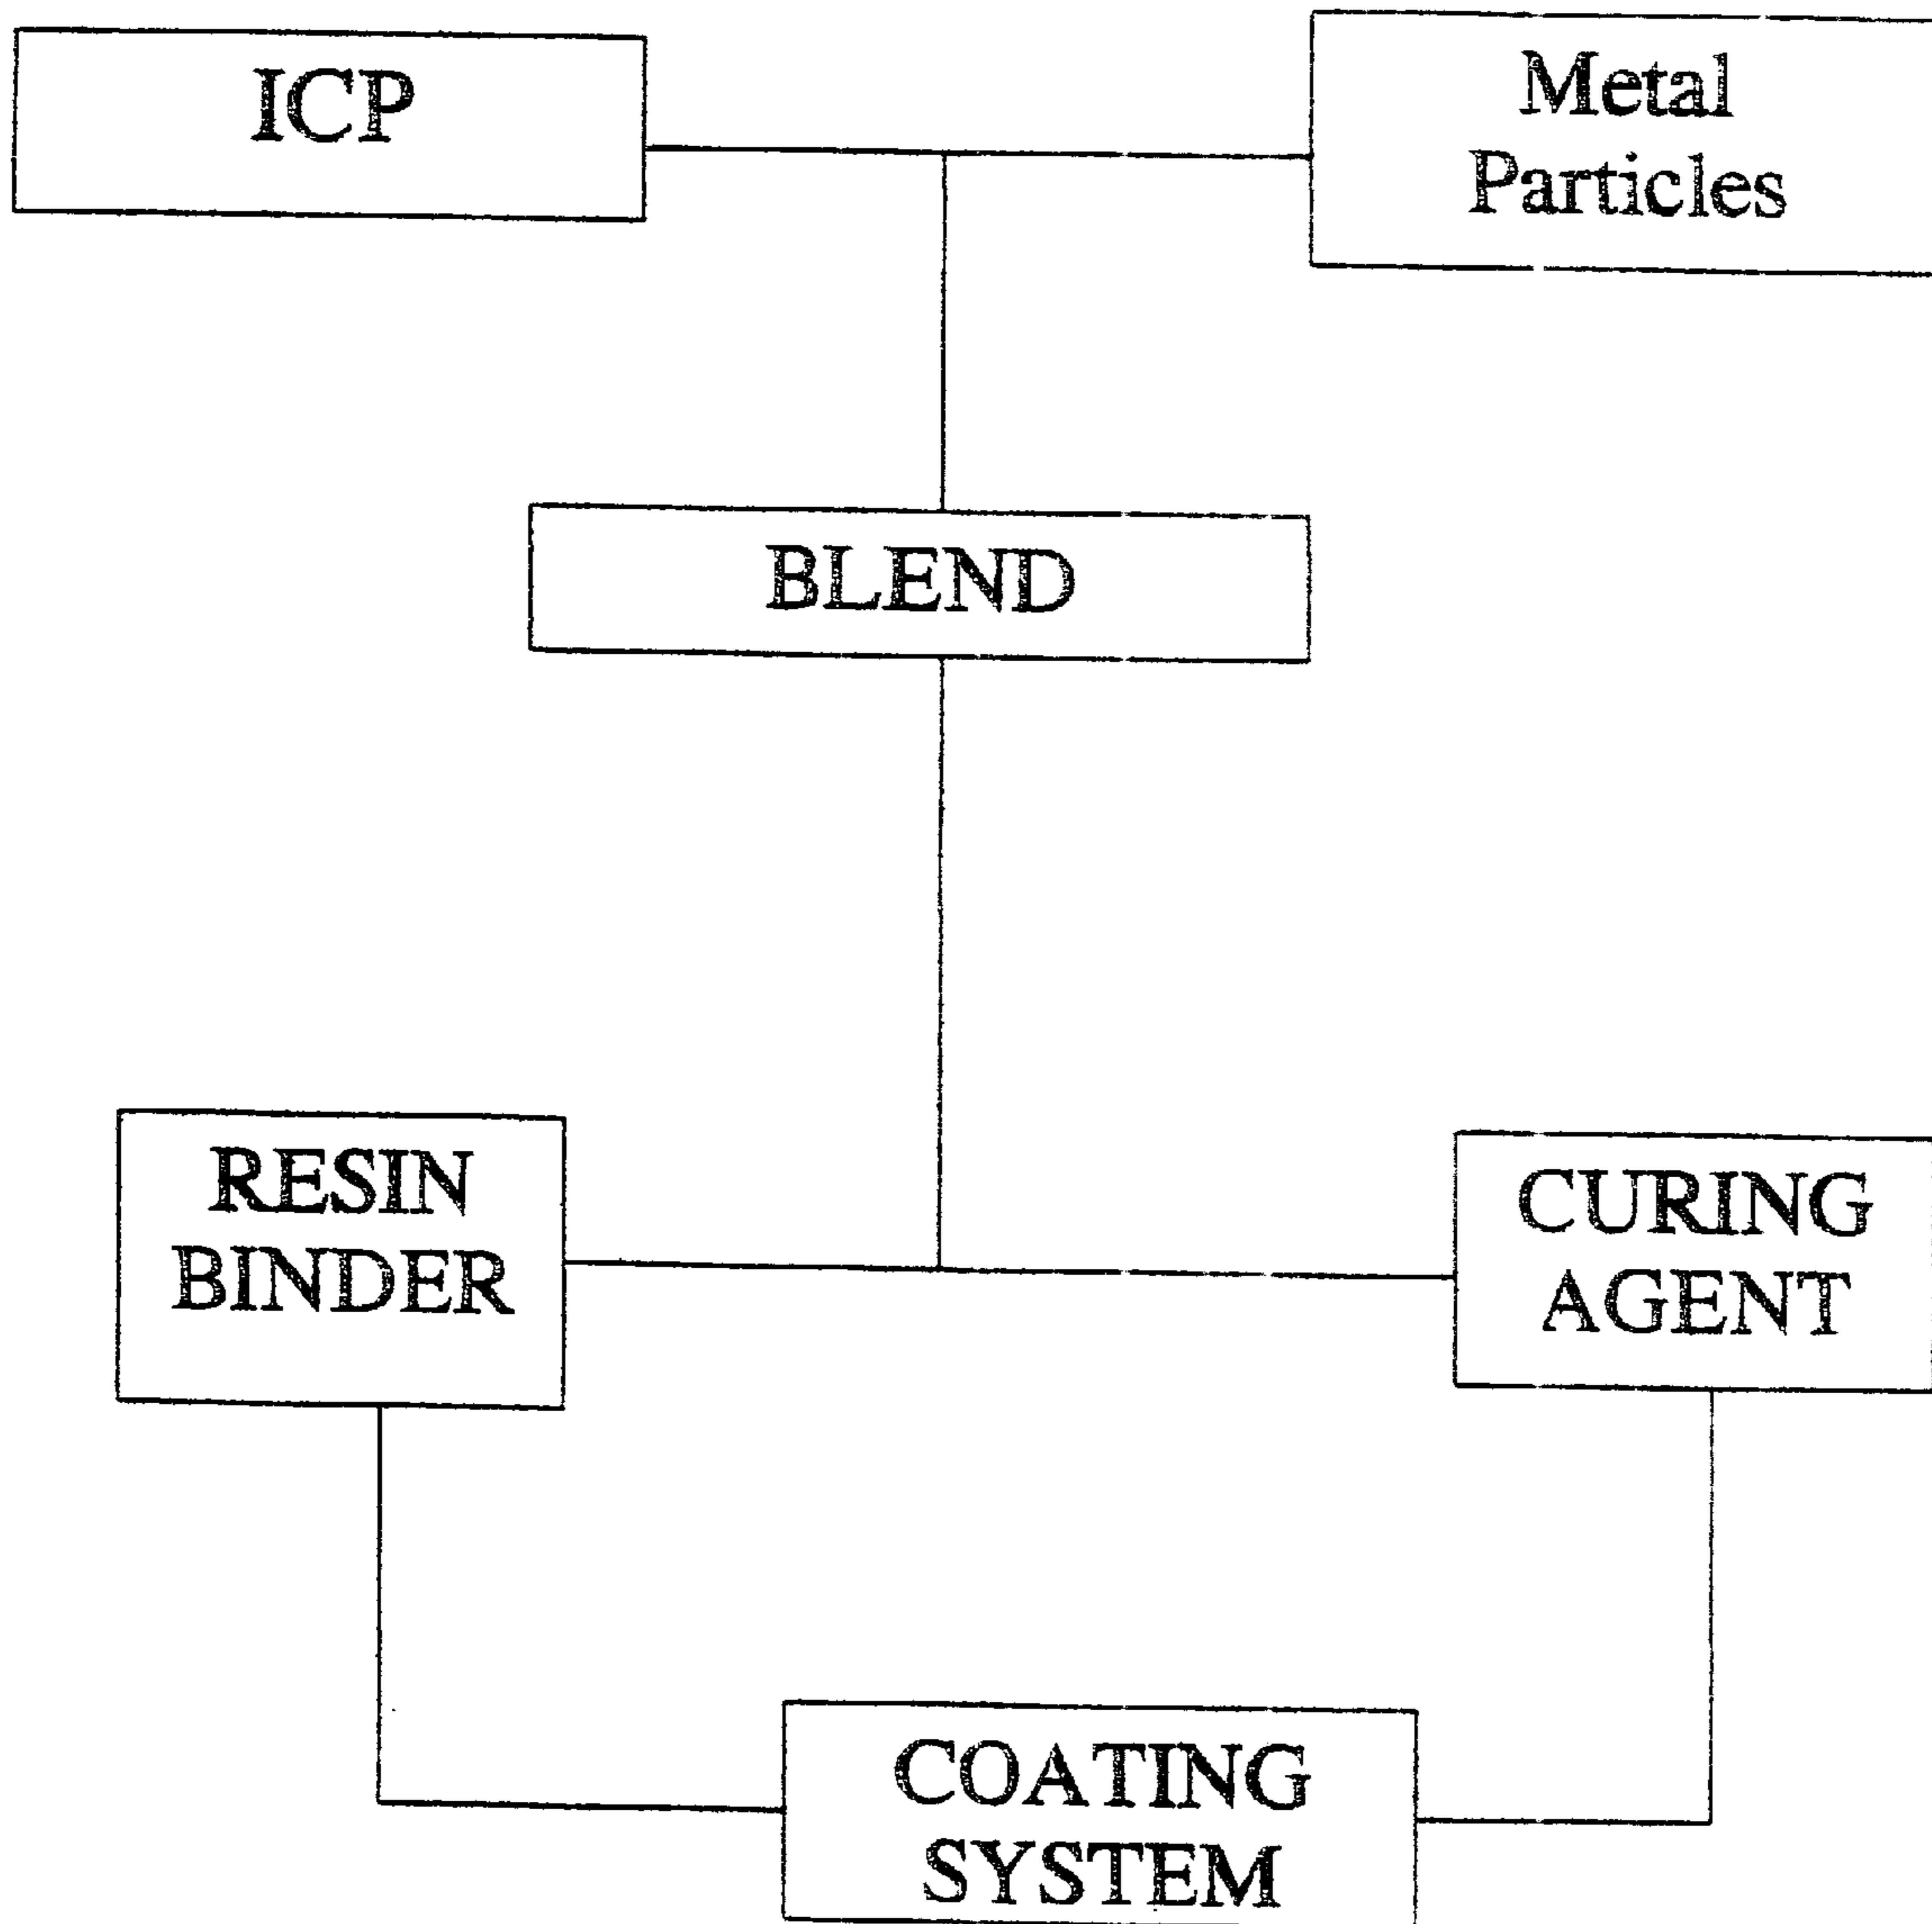 ICP
Metal
Particles
BLEND
RESIN
BINDER
CURING
AGENT
COATING
SYSTEM